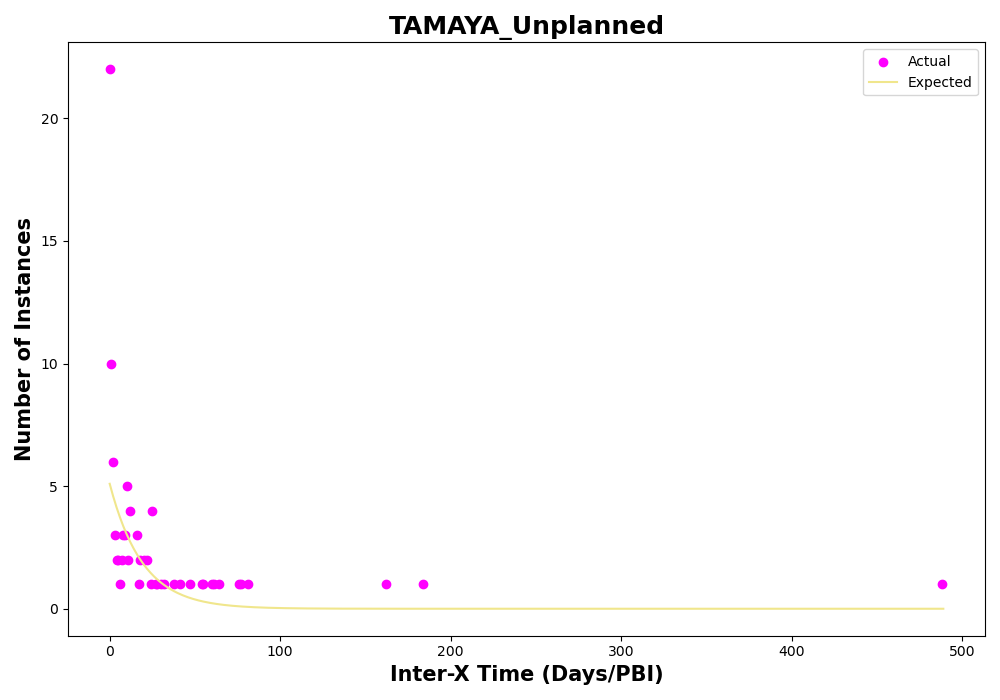 TAMAYA_Unplanned
Actual
Expected
Number of Instances
20
15
10
5
0
0 100 200 300 400 500
Inter-X Time (Days/PBI)